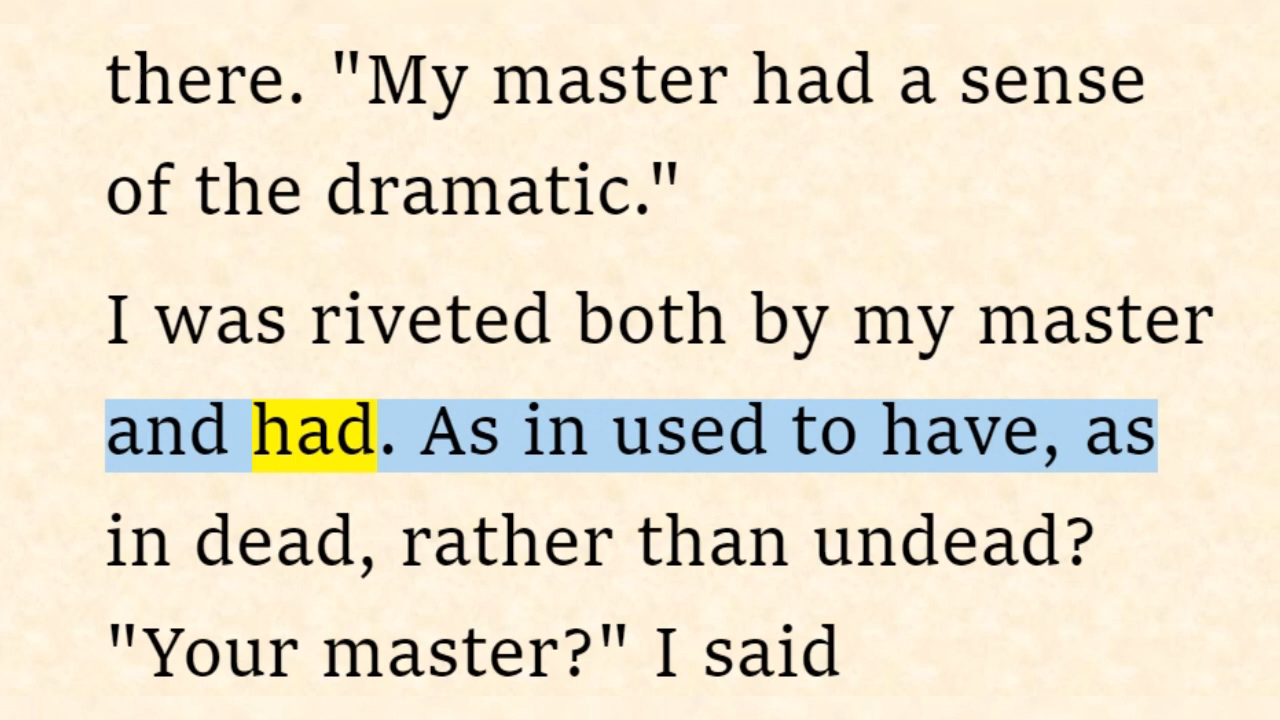 there. "My master had a sense
of the dramatic."
I was riveted both by my master
and had. As in used to have, as
in dead, rather than undead?
"Your master?" I said